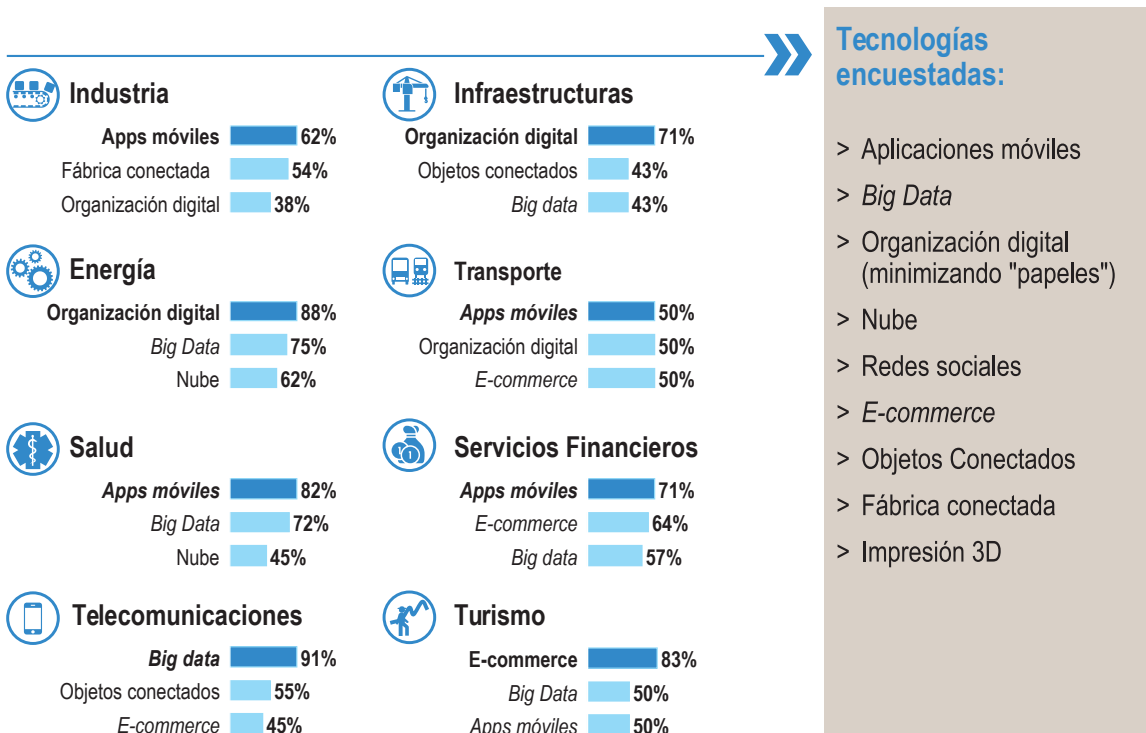 Industria
Apps móviles 62%
Fábrica conectada 54%
Organización digital 38%
Infraestructuras
Organización digital 71%
Objetos conectados 43%
Big data 43%
Energía
Organización digital 88%
Big Data 75%
Nube 62%
Transporte
Apps móviles 50%
Organización digital 50%
E-commerce 50%
Salud
Apps móviles 82%
Big Data 72%
Nube 45%
Servicios Financieros
Apps móviles 71%
E-commerce 64%
Big data 57%
Telecomunicaciones
Big data 91%
Objetos conectados 55%
E-commerce 45%
Turismo
E-commerce 83%
Big Data 50%
Apps móviles 50%
Tecnologías
encuestadas:
> Aplicaciones móviles
> Big Data
> Organización digital
(minimizando "papeles")
> Nube
> Redes sociales
> E-commerce
> Objetos Conectados
> Fábrica conectada
> Impresión 3D